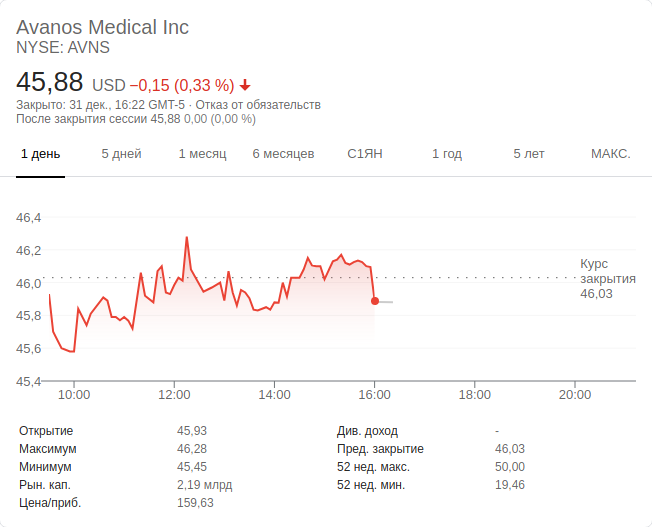 Avanos Medical Inc
NYSE: AVNS
45,88 USD −0,15 (0,33 %)
Закрыто: 31 дек., 16:22 GMT-5 · Отказ от обязательств
После закрытия сессии 45,88 0,00 (0,00 %)
1 день 5 дней 1 месяц 6 месяцев С1ЯН 1 год 5 лет МАКС.
46,4
46,2
Курс
закрытия
46,03
46,0
45,8
45,6
45,4
10:00 12:00 14:00 16:00 18:00 20:00
Открытие 45,93 Див. доход -
Максимум 46,28 Пред. закрытие 46,03
Минимум 45,45 52 нед. макс. 50,00
Рын. кап. 2,19 млрд 52 нед. мин. 19,46
Цена/приб. 159,63